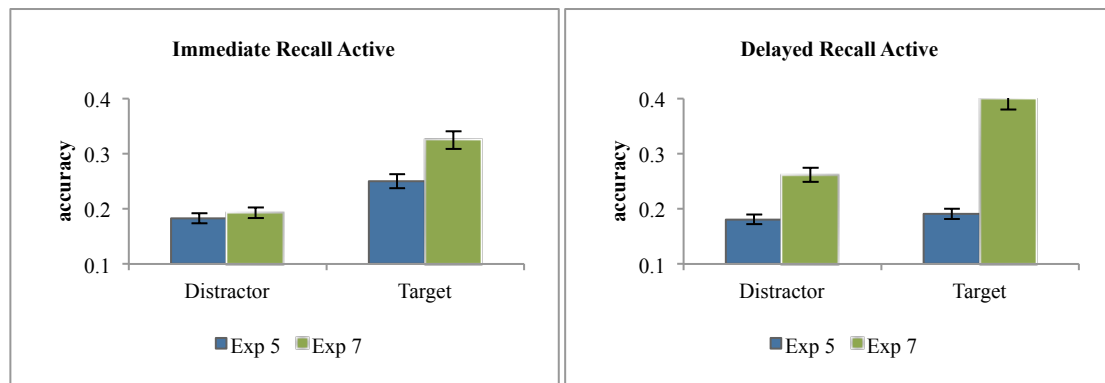 Immediate Recall Active
0.4
0.3
0.2
0.1
accuracy
Distractor Target
Exp 5 Exp 7
Delayed Recall Active
0.4
0.3
0.2
0.1
accuracy
Distractor Target
Exp 5 Exp 7